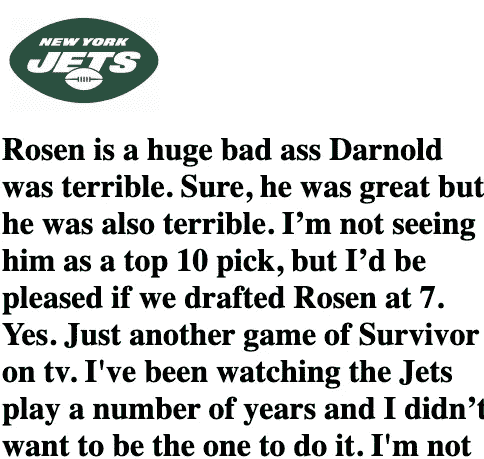 NEW YORK
JETS
Rosen is a huge bad ass Darnold
was terrible. Sure, he was great but
he was also terrible. I’m not seeing
him as a top 10 pick, but I’d be
pleased if we drafted Rosen at 7.
Yes. Just another game of Survivor
on tv. I've been watching the Jets
play a number of years and I didn’t
want to be the one to do it. I'm not